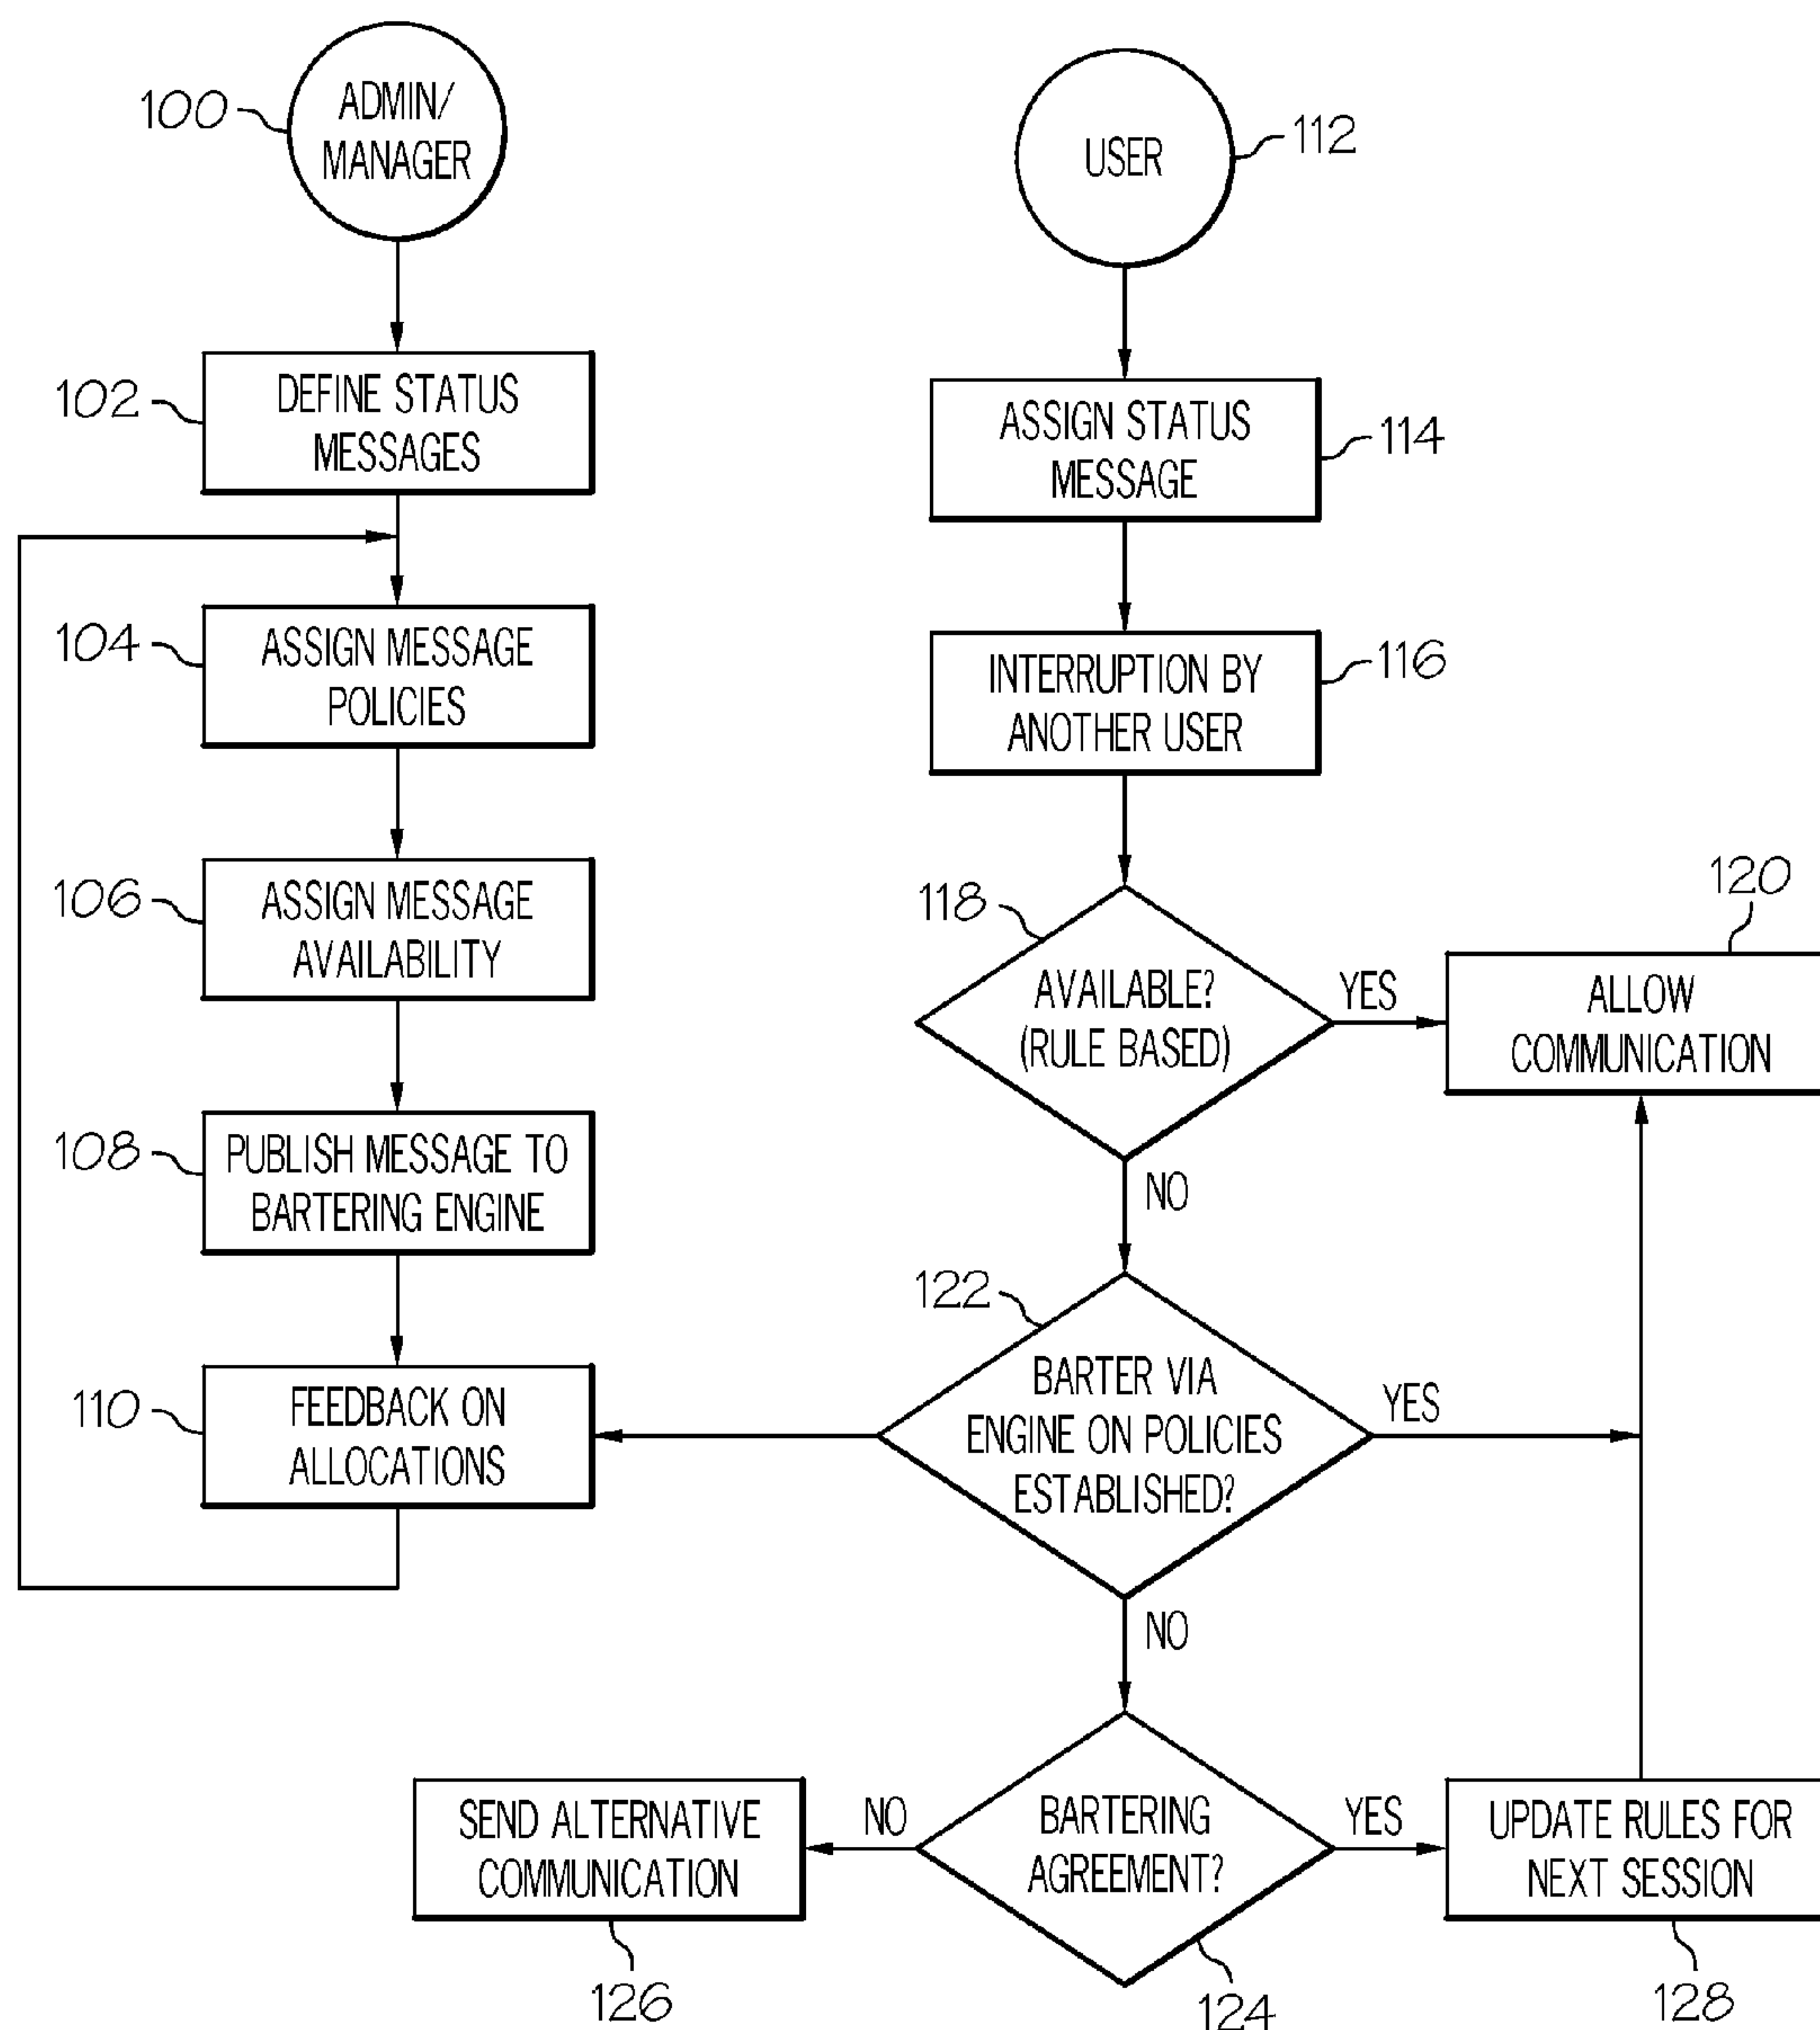 100
ADMIN/
MANAGER
102
DEFINE STATUS
MESSAGES
104
ASSIGN MESSAGE
POLICIES
106
ASSIGN MESSAGE
AVAILABILITY
108
PUBLISH MESSAGE TO
BARTERING ENGINE
110
FEEDBACK ON
ALLOCATIONS
USER
112
ASSIGN STATUS
MESSAGE
114
INTERRUPTION BY
ANOTHER USER
116
118
AVAILABLE?
(RULE BASED)
YES
120
ALLOW
COMMUNICATION
NO
122
BARTER VIA
ENGINE ON POLICIES
ESTABLISHED?
YES
NO
BARTERING
AGREEMENT?
124
NO
SEND ALTERNATIVE
COMMUNICATION
126
YES
UPDATE RULES FOR
NEXT SESSION
128